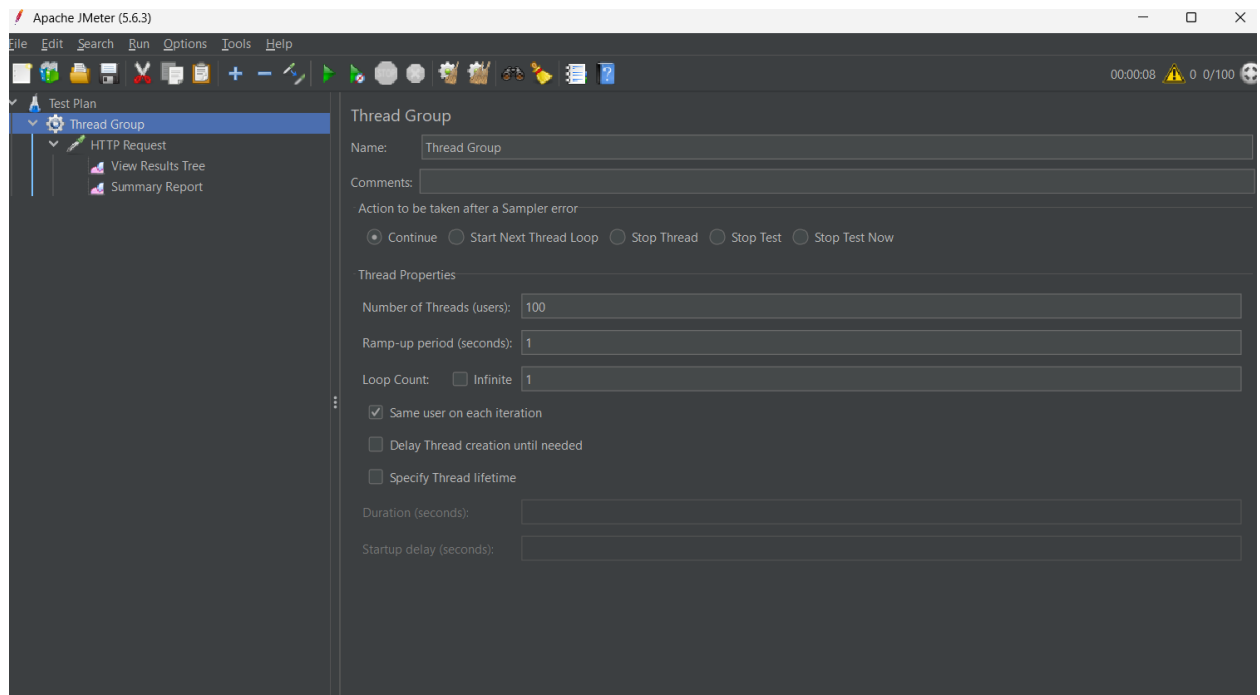 Apache JMeter (5.6.3)
File Edit Search Run Options Tools Help
STOP
00:00:08 0 0/100
Test Plan
Thread Group
HTTP Request
View Results Tree
Summary Report
Thread Group
Name: Thread Group
Comments:
Action to be taken after a Sampler error
Continue Start Next Thread Loop Stop Thread Stop Test Stop Test Now
Thread Properties
Number of Threads (users): 100
Ramp-up period (seconds): 1
Loop Count: Infinite 1
Same user on each iteration
Delay Thread creation until needed
Specify Thread lifetime
Duration (seconds):
Startup delay (seconds):